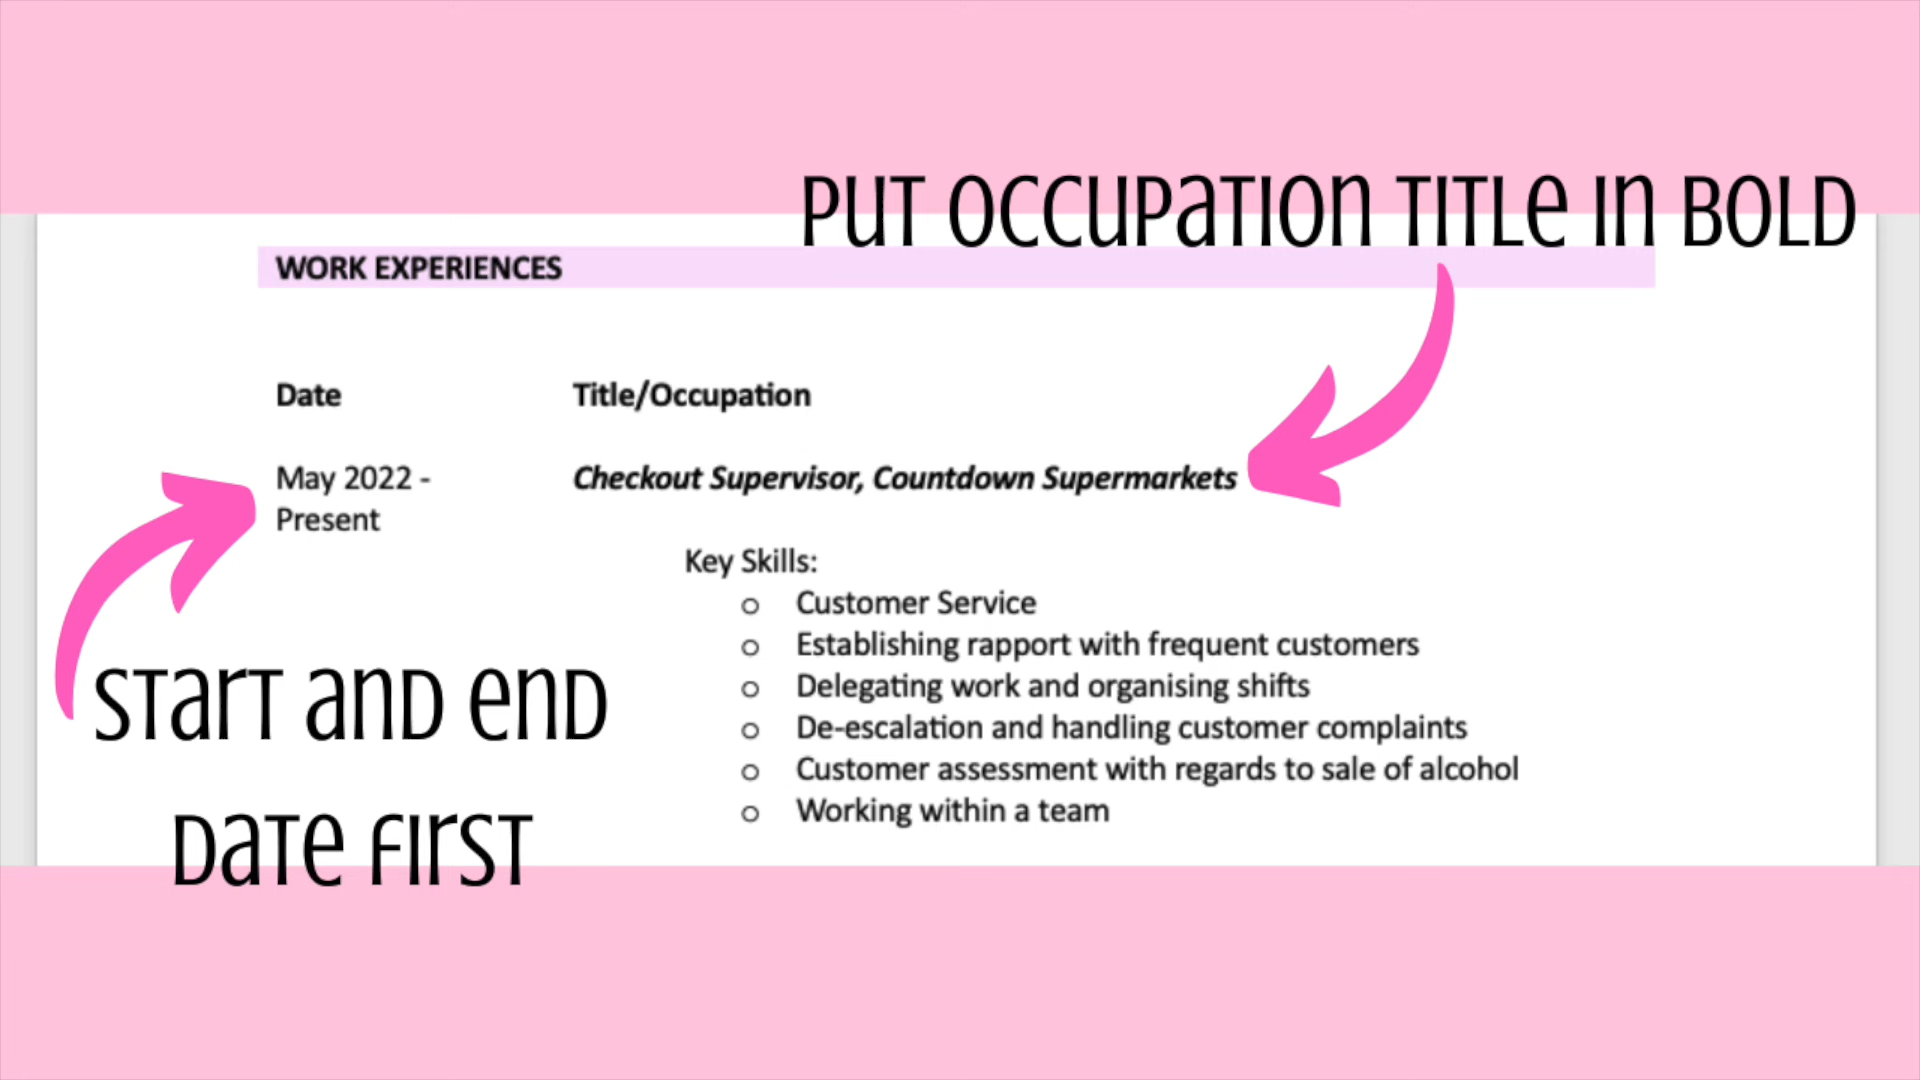 PUT OCCUPATION TITLE IN BOLD
WORK EXPERIENCES
Date Title/Occupation
May 2022 - Checkout Supervisor, Countdown Supermarkets
Present
Key Skills:
o Customer Service
o Establishing rapport with frequent customers
o Delegating work and organising shifts
o De-escalation and handling customer complaints
o Customer assessment with regards to sale of alcohol
o Working within a team
START AND END
DATE FIRST